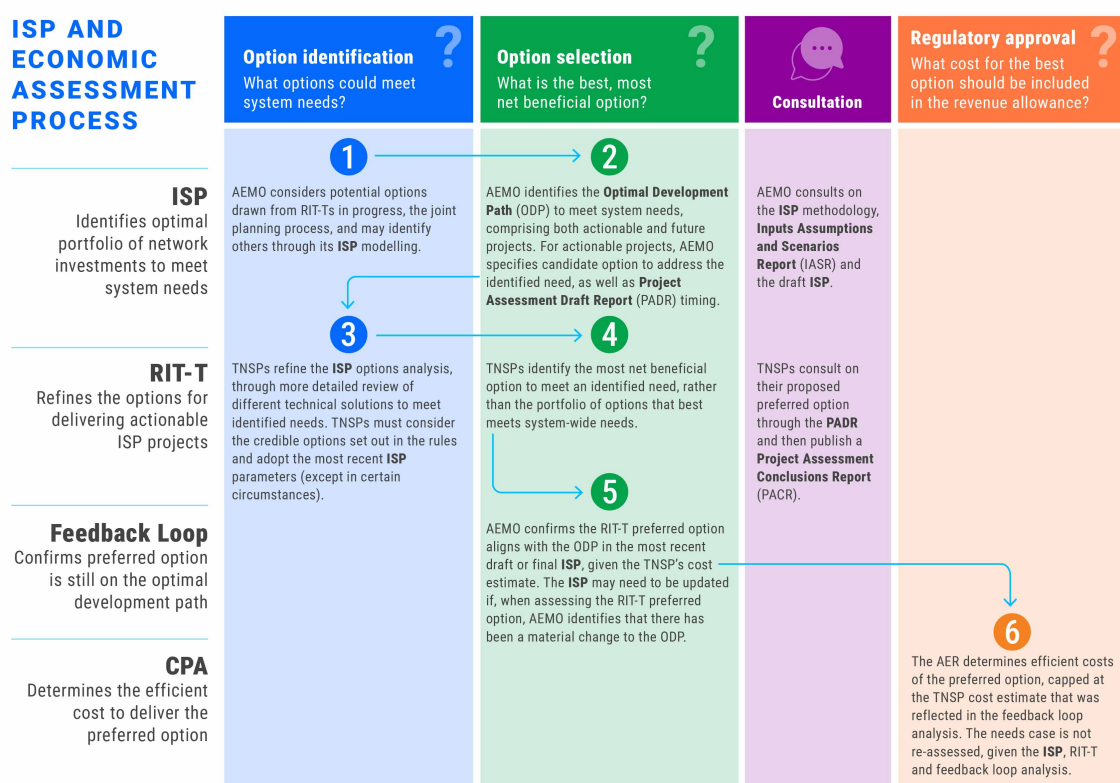 ISP AND
ECONOMIC
ASSESSMENT
PROCESS
Option identification
What options could meet
system needs?
?
Option selection
What is the best, most
net beneficial option?
?
Consultation
Regulatory approval
What cost for the best
option should be included
in the revenue allowance?
?
ISP
Identifies optimal
portfolio of network
investments to meet
system needs
1
AEMO considers potential options
drawn from RIT-Ts in progress, the joint
planning process, and may identify
others through its ISP modelling.
2
AEMO identifies the Optimal Development
Path (ODP) to meet system needs,
comprising both actionable and future
projects. For actionable projects, AEMO
specifies candidate option to address the
identified need, as well as Project
Assessment Draft Report (PADR) timing.
AEMO consults on
the ISP methodology,
Inputs Assumptions
and Scenarios
Report (IASR) and
the draft ISP.
RIT-T
Refines the options for
delivering actionable
ISP projects
3
TNSPs refine the ISP options analysis,
through more detailed review of
different technical solutions to meet
identified needs. TNSPs must consider
the credible options set out in the rules
and adopt the most recent ISP
parameters (except in certain
circumstances).
4
TNSPs identify the most net beneficial
option to meet an identified need, rather
than the portfolio of options that best
meets system-wide needs.
TNSPs consult on
their proposed
preferred option
through the PADR
and then publish a
Project Assessment
Conclusions Report
(PACR).
Feedback Loop
Confirms preferred option
is still on the optimal
development path
5
AEMO confirms the RIT-T preferred option
aligns with the ODP in the most recent
draft or final ISP, given the TNSP's cost
estimate. The ISP may need to be updated
if, when assessing the RIT-T preferred
option, AEMO identifies that there has
been a material change to the ODP.
CPA
Determines the efficient
cost to deliver the
preferred option
6
The AER determines efficient costs
of the preferred option, capped at
the TNSP cost estimate that was
reflected in the feedback loop
analysis. The needs case is not
re-assessed, given the ISP, RIT-T
and feedback loop analysis.